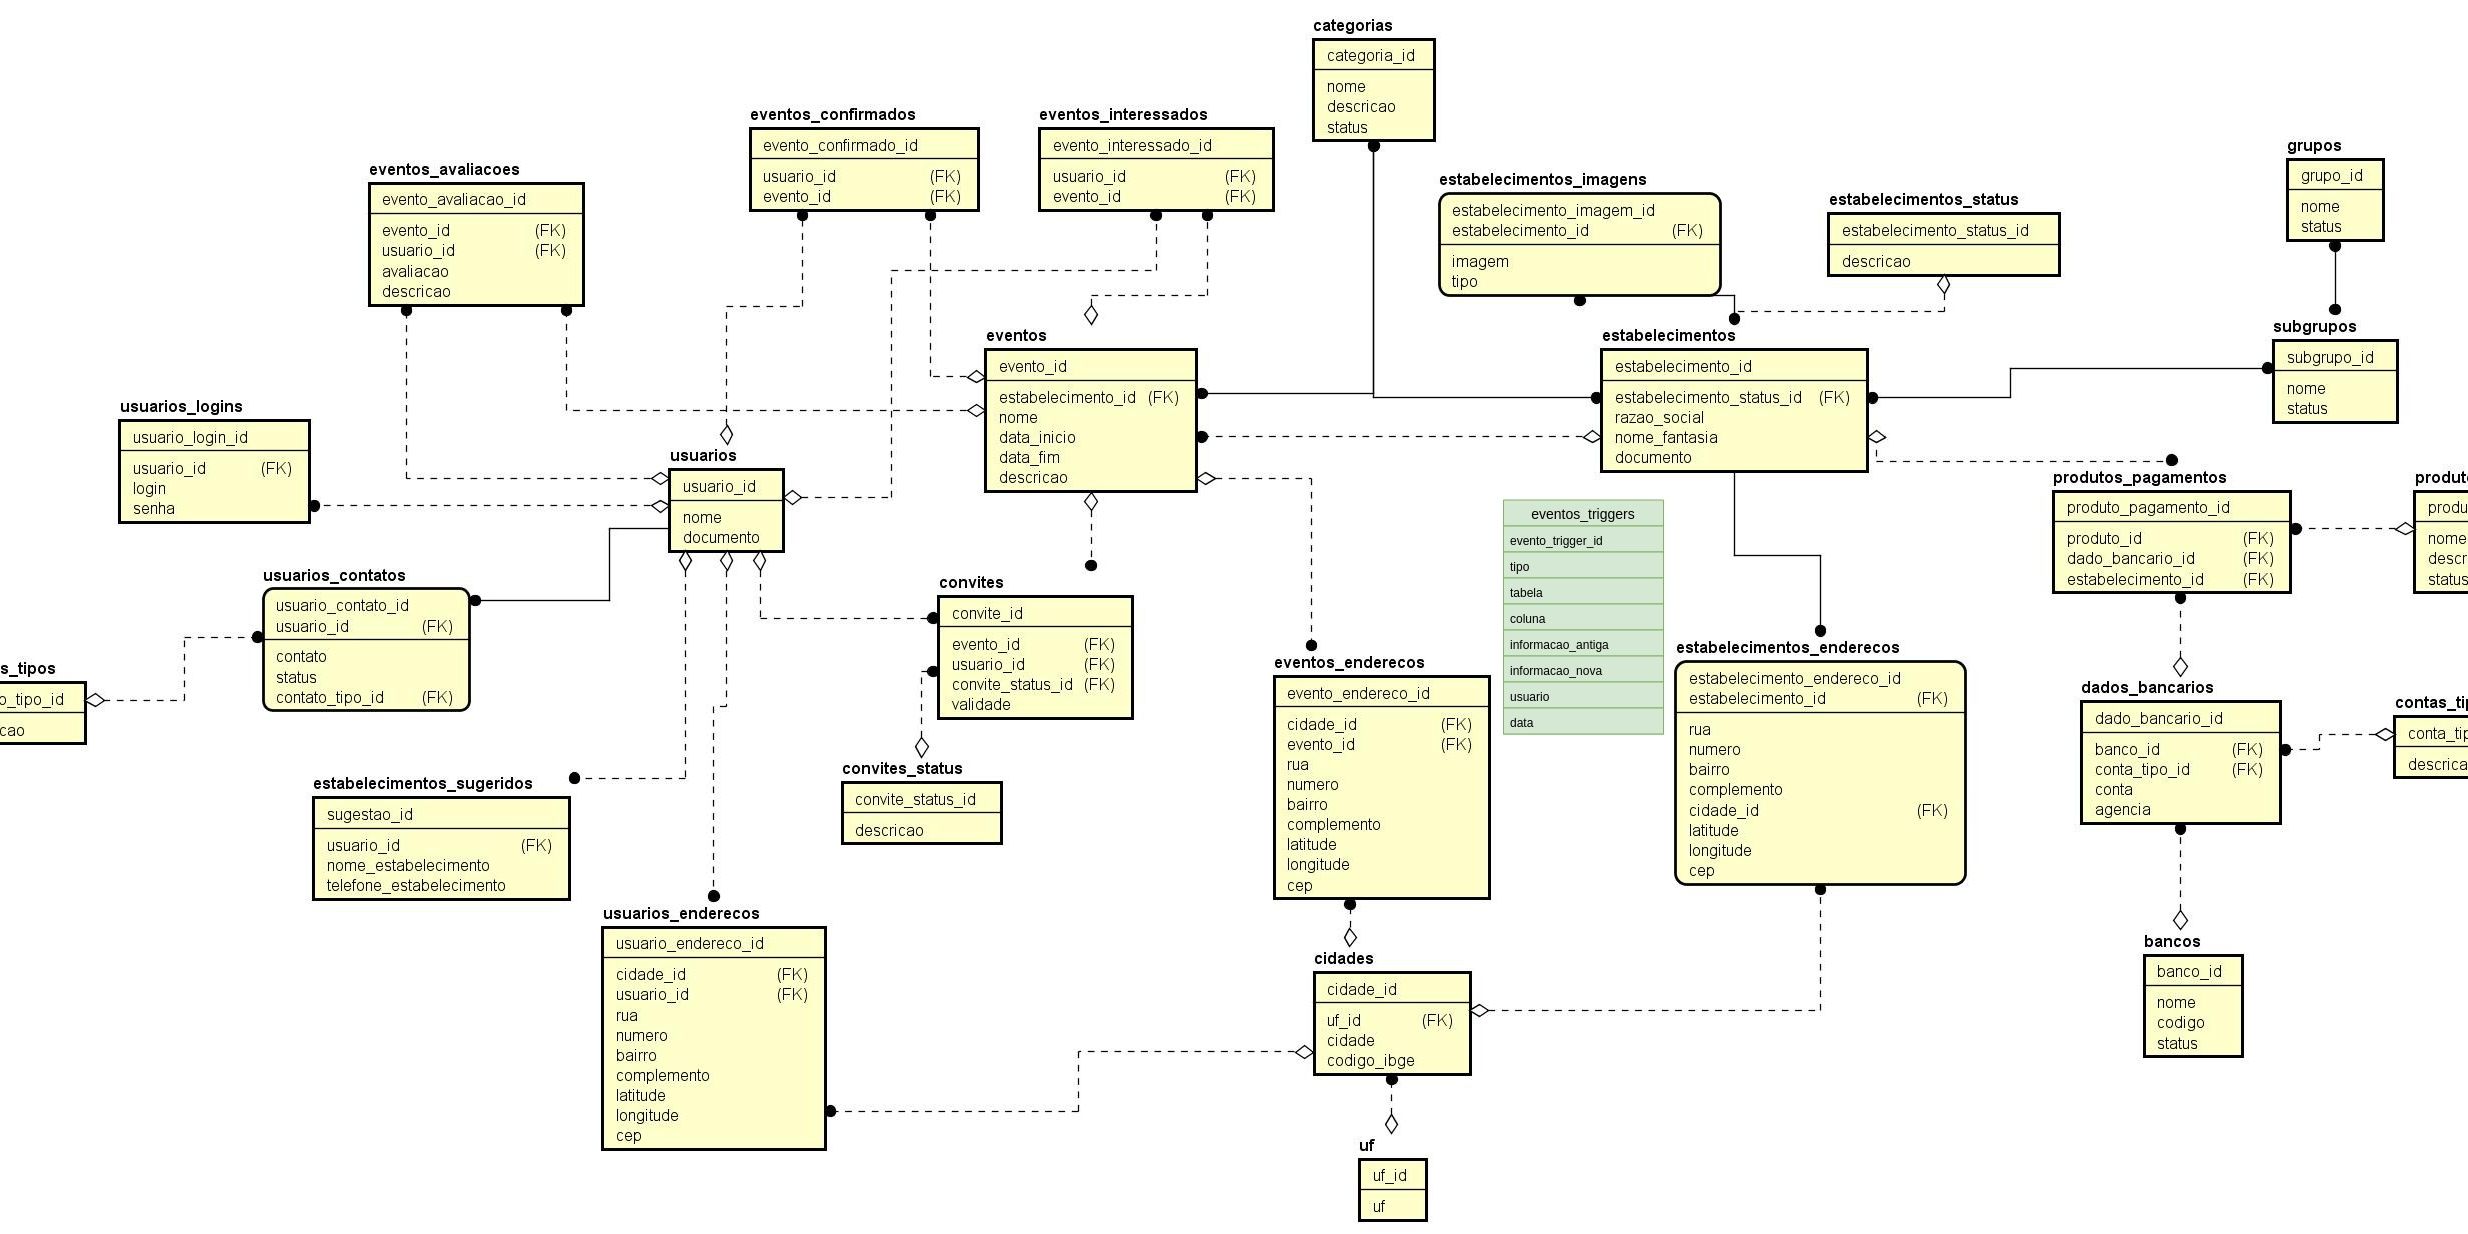 categorias
categoria_id
nome
descricao
status
eventos_confirmados
evento_confirmado_id
usuario_id (FK)
evento_id (FK)
eventos_interessados
evento_interessado_id
usuario_id (FK)
evento_id (FK)
grupos
grupo_id
nome
status
eventos_avaliacoes
evento_avaliacao_id
evento_id (FK)
usuario_id (FK)
avaliacao
descricao
estabelecimentos_imagens
estabelecimento_imagem_id
estabelecimento_id (FK)
imagem
tipo
estabelecimentos_status
estabelecimento_status_id
descricao
subgrupos
subgrupo_id
nome
status
eventos
evento_id
estabelecimento_id (FK)
nome
data_inicio
data_fim
descricao
estabelecimentos
estabelecimento_id
estabelecimento_status_id (FK)
razao_social
nome_fantasia
documento
usuarios_logins
usuario_login_id
usuario_id (FK)
login
senha
usuarios
usuario_id
nome
documento
produtos_pagamentos
produto_pagamento_id
produto_id (FK)
dado_bancario_id (FK)
estabelecimento_id (FK)
produt
produ
nome
descr
status
eventos_triggers
evento_trigger_id
tipo
tabela
coluna
informacao_antiga
informacao_nova
usuario
data
usuarios_contatos
usuario_contato_id
usuario_id (FK)
contato
status
contato_tipo_id (FK)
convites
convite_id
evento_id (FK)
usuario_id (FK)
convite_status_id (FK)
validade
s_tipos
o_tipo_id
cao
eventos_enderecos
evento_endereco_id
cidade_id (FK)
evento_id (FK)
rua
numero
bairro
complemento
latitude
longitude
cep
estabelecimentos_enderecos
estabelecimento_endereco_id
estabelecimento_id (FK)
rua
numero
bairro
complemento
cidade_id (FK)
latitude
longitude
cep
dados_bancarios
dado_bancario_id
banco_id (FK)
conta_tipo_id (FK)
conta
agencia
contas_tip
conta_tip
descrica
convites_status
convite_status_id
descricao
estabelecimentos_sugeridos
sugestao_id
usuario_id (FK)
nome_estabelecimento
telefone_estabelecimento
usuarios_enderecos
usuario_endereco_id
cidade_id (FK)
usuario_id (FK)
rua
numero
bairro
complemento
latitude
longitude
cep
cidades
cidade_id
uf_id (FK)
cidade
codigo_ibge
bancos
banco_id
nome
codigo
status
uf
uf_id
uf